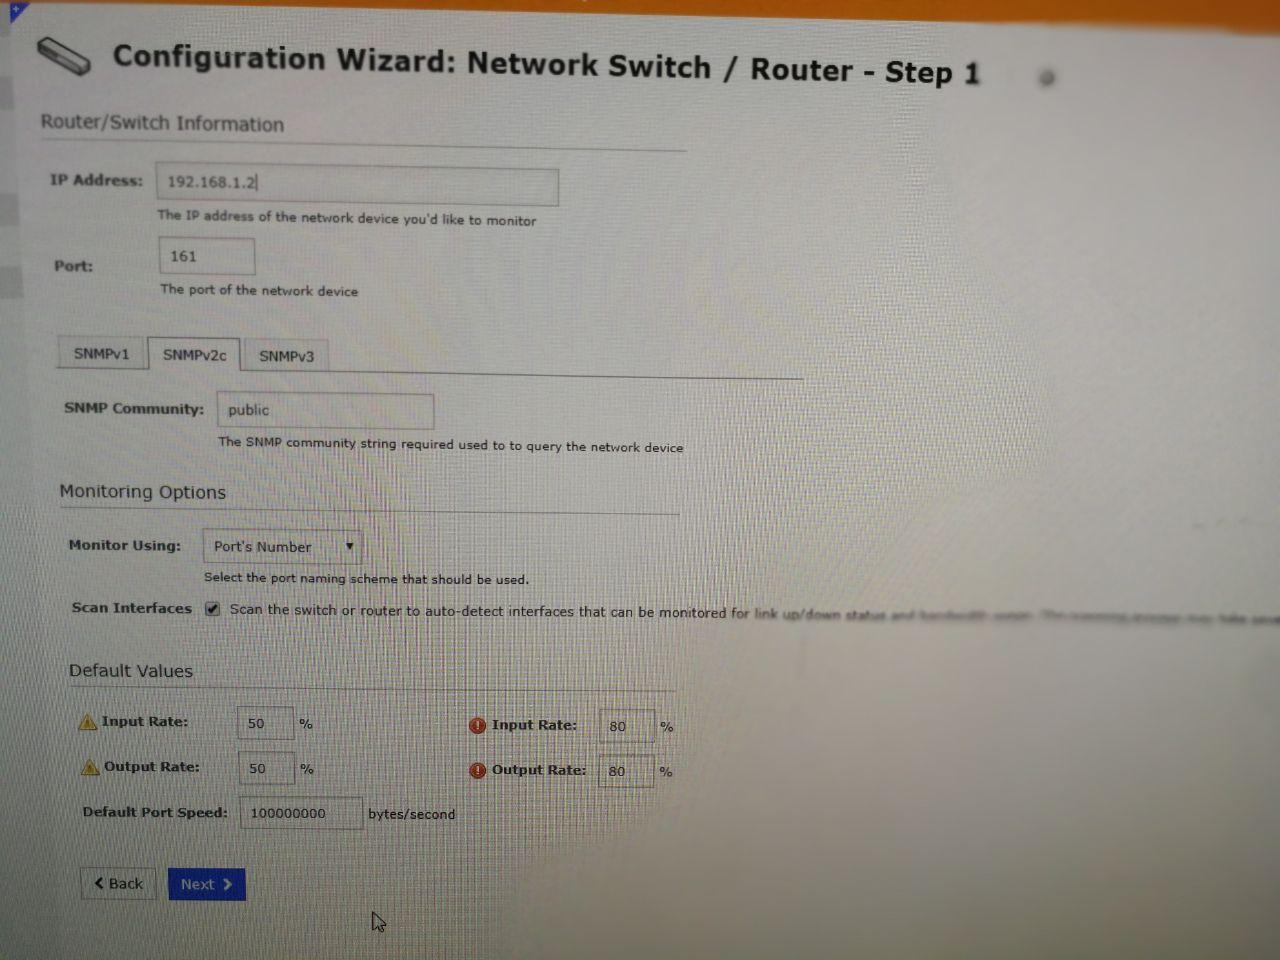 Configuration Wizard: Network Switch / Router - Step 1
Router/Switch Information
IP Address: 192.168.1.2
The IP address of the network device you'd like to monitor
Port: 161
The port of the network device
SNMPv1 SNMPv2c SNMPv3
SNMP Community: public
The SNMP community string required used to to query the network device
Monitoring Options
Monitor Using: Port's Number
Select the port naming scheme that should be used.
Scan Interfaces Scan the switch or router to auto-detect interfaces that can be monitored for link up/down status and bandwidth
Default Values
Input Rate: 50 % Input Rate: 80 %
Output Rate: 50 % Output Rate: 80 %
Default Port Speed: 100000000 bytes/second
Back Next